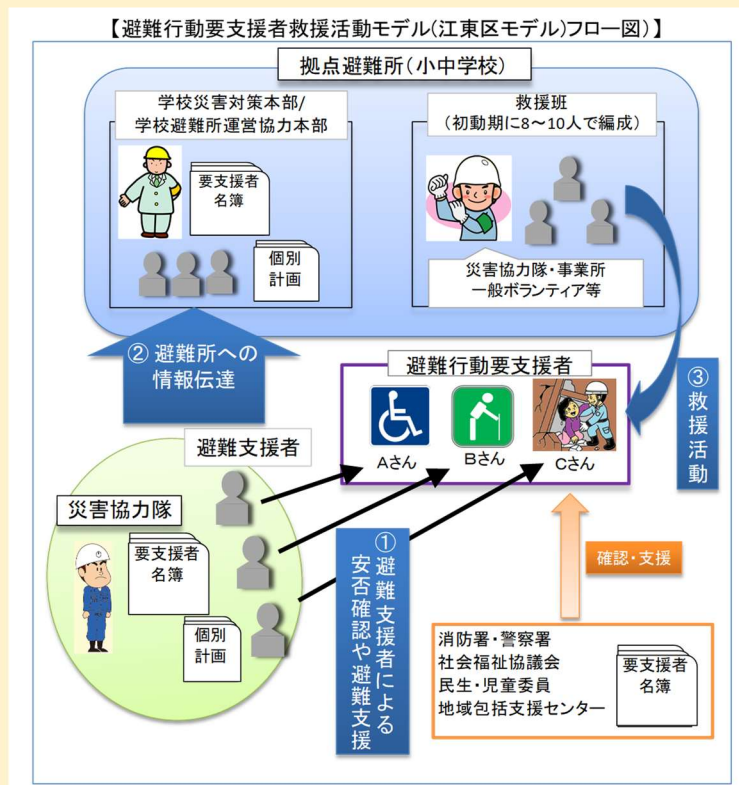 【避難行動要支援者救援活動モデル(江東区モデル)フロー図)】
拠点避難所(小中学校)
学校災害対策本部/
学校避難所運営協力本部
要支援者
名簿
個別
計画
救援班
(初動期に8～10人で編成)
災害協力隊・事業所
一般ボランティア等
② 避難所への
情報伝達
避難行動要支援者
Aさん
Bさん
Cさん
③救援活動
避難支援者
災害協力隊
要支援者
名簿
個別
計画
①避難支援者による
安否確認や避難支援
確認・支援
消防署・警察署
社会福祉協議会
民生・児童委員
地域包括支援センター
要支援者
名簿